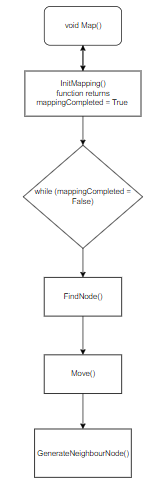 void Map()
InitMapping()
function returns
mappingCompleted = True
while (mappingCompleted =
False)
FindNode()
Move()
GenerateNeighbourNode()